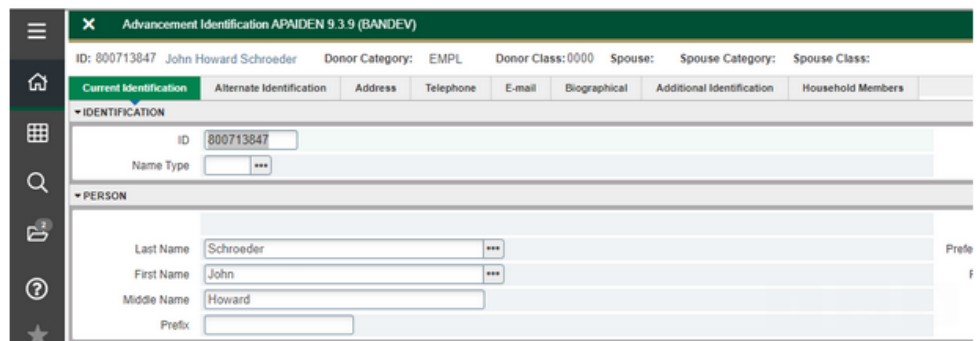 × Advancement Identification APAIDEN 9.3.9 (BANDEV)
ID: 800713847 John Howard Schroeder Donor Category: EMPL Donor Class: 0000 Spouse: Spouse Category: Spouse Class:
Current Identification Alternate Identification Address Telephone E-mail Biographical Additional Identification Household Members
IDENTIFICATION
ID 800713847
Name Type
PERSON
2
Last Name Schroeder
First Name John
Middle Name Howard
Prefix